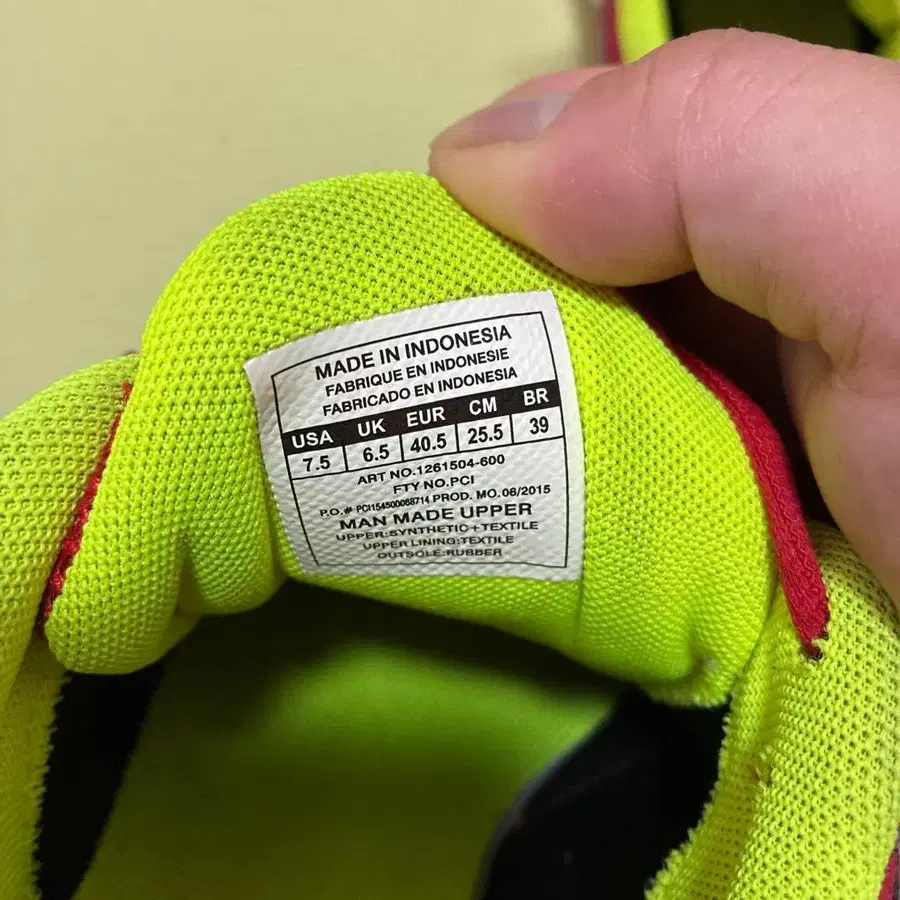 MADE IN INDONESIA
FABRIQUE EN INDONESIE
FABRICADO EN INDONESIA
USA UK EUR CM BR
7.5 6.5 40.5 25.5 39
ART NO.1261504-600
FTY NO.PCI
P.O.# PCI154500068714 PROD. MO.06/2015
MAN MADE UPPER
UPPER:SYNTHETIC+TEXTILE
UPPER LINING:TEXTILE
OUTSOLE:RUBBER